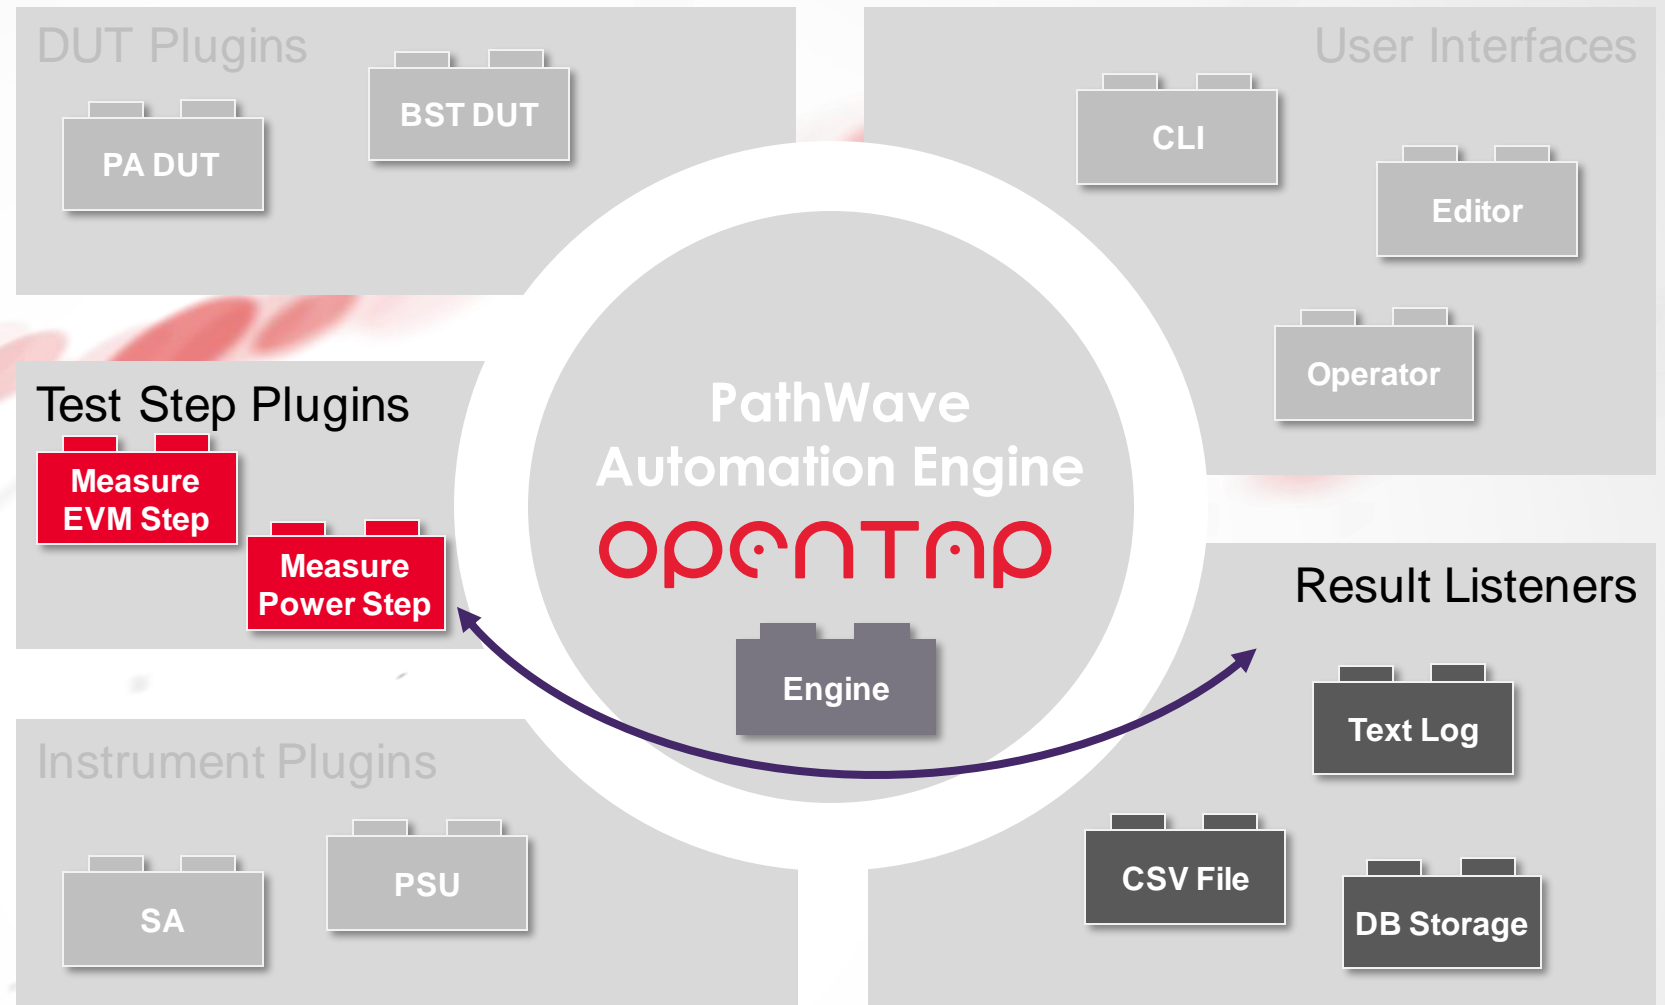 DUT Plugins
BST DUT
PA DUT
User Interfaces
CLI
Editor
Operator
Test Step Plugins
Measure
EVM Step
Measure
Power Step
PathWave
Automation Engine
OpenTAP
Engine
Result Listeners
Text Log
CSV File
DB Storage
Instrument Plugins
PSU
SA